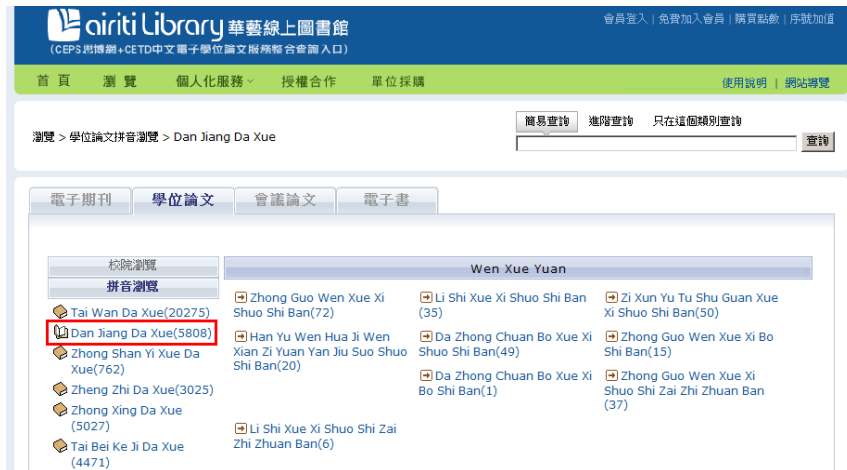 airiti Library 華藝線上圖書館
(CEPS思博網+CETD中文電子學位論文服務整合查詢入口)
會員登入 | 免費加入會員 | 購買點數 | 序號加值
首頁 瀏覽 個人化服務 授權合作 單位採購
使用說明 | 網站導覽
簡易查詢 進階查詢 只在這個類別查詢
瀏覽 > 學位論文拼音瀏覽 > Dan Jiang Da Xue
查詢
電子期刊 學位論文 會議論文 電子書
校院瀏覽
拼音瀏覽
Tai Wan Da Xue(20275)
Dan Jiang Da Xue(5808)
Zhong Shan Yi Xue Da
Xue(762)
Zheng Zhi Da Xue(3025)
Zhong Xing Da Xue
(5027)
Tai Bei Ke Ji Da Xue
(4471)
Wen Xue Yuan
Zhong Guo Wen Xue Xi
Shuo Shi Ban(72)
Li Shi Xue Xi Shuo Shi Ban
(35)
Zi Xun Yu Tu Shu Guan Xue
Xi Shuo Shi Ban(50)
Han Yu Wen Hua Ji Wen
Xian Zi Yuan Yan Jiu Suo Shuo
Shi Ban(20)
Da Zhong Chuan Bo Xue Xi
Shuo Shi Ban(49)
Zhong Guo Wen Xue Xi Bo
Shi Ban(15)
Da Zhong Chuan Bo Xue Xi
Bo Shi Ban(1)
Zhong Guo Wen Xue Xi
Shuo Shi Zai Zhi Zhuan Ban
(37)
Li Shi Xue Xi Shuo Shi Zai
Zhi Zhuan Ban(6)